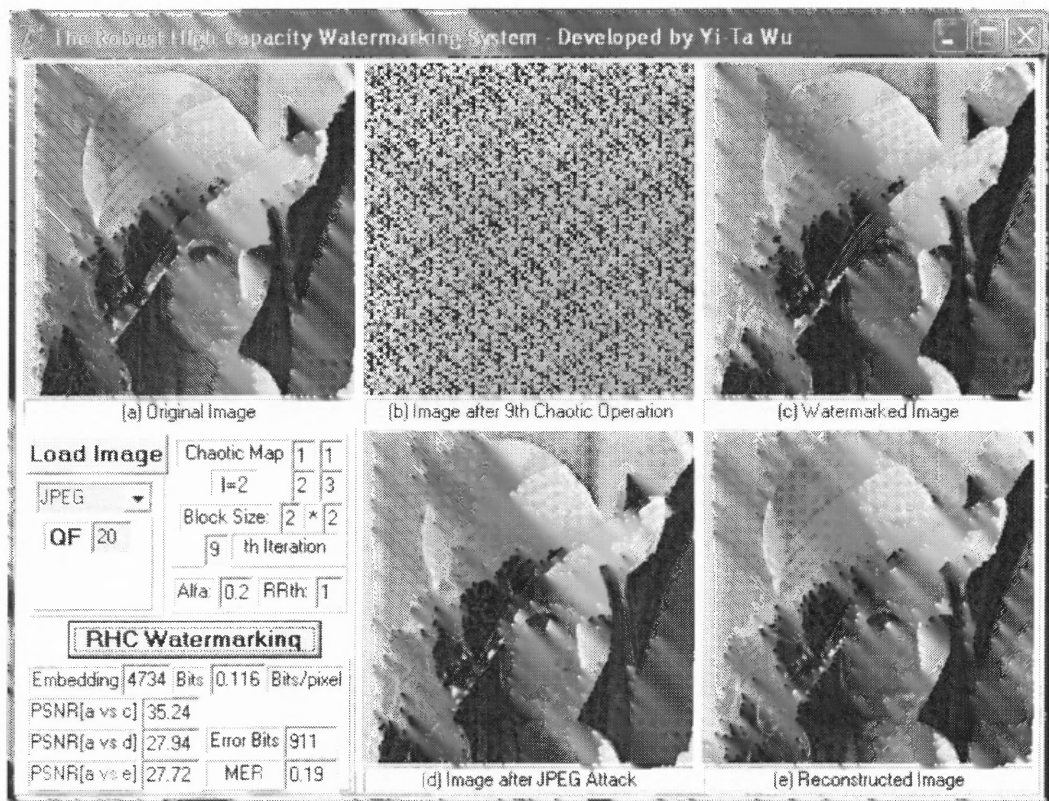 The Robust High-Capacity Watermarking System - Developed by Yi-Ta Wu
(a) Original Image
(b) Image after 9th Chaotic Operation
(c) Watermarked Image
Load Image
JPEG
QF 20
Chaotic Map 1 1
l=2 2 3
Block Size: 2 * 2
9 th Iteration
Alfa: 0.2 RRth: 1
RHC Watermarking
Embedding 4734 Bits 0.116 Bits/pixel
PSNR[a vs c] 35.24
PSNR[a vs d] 27.94 Error Bits 911
PSNR[a vs e] 27.72 MER 0.19
(d) Image after JPEG Attack
(e) Reconstructed Image